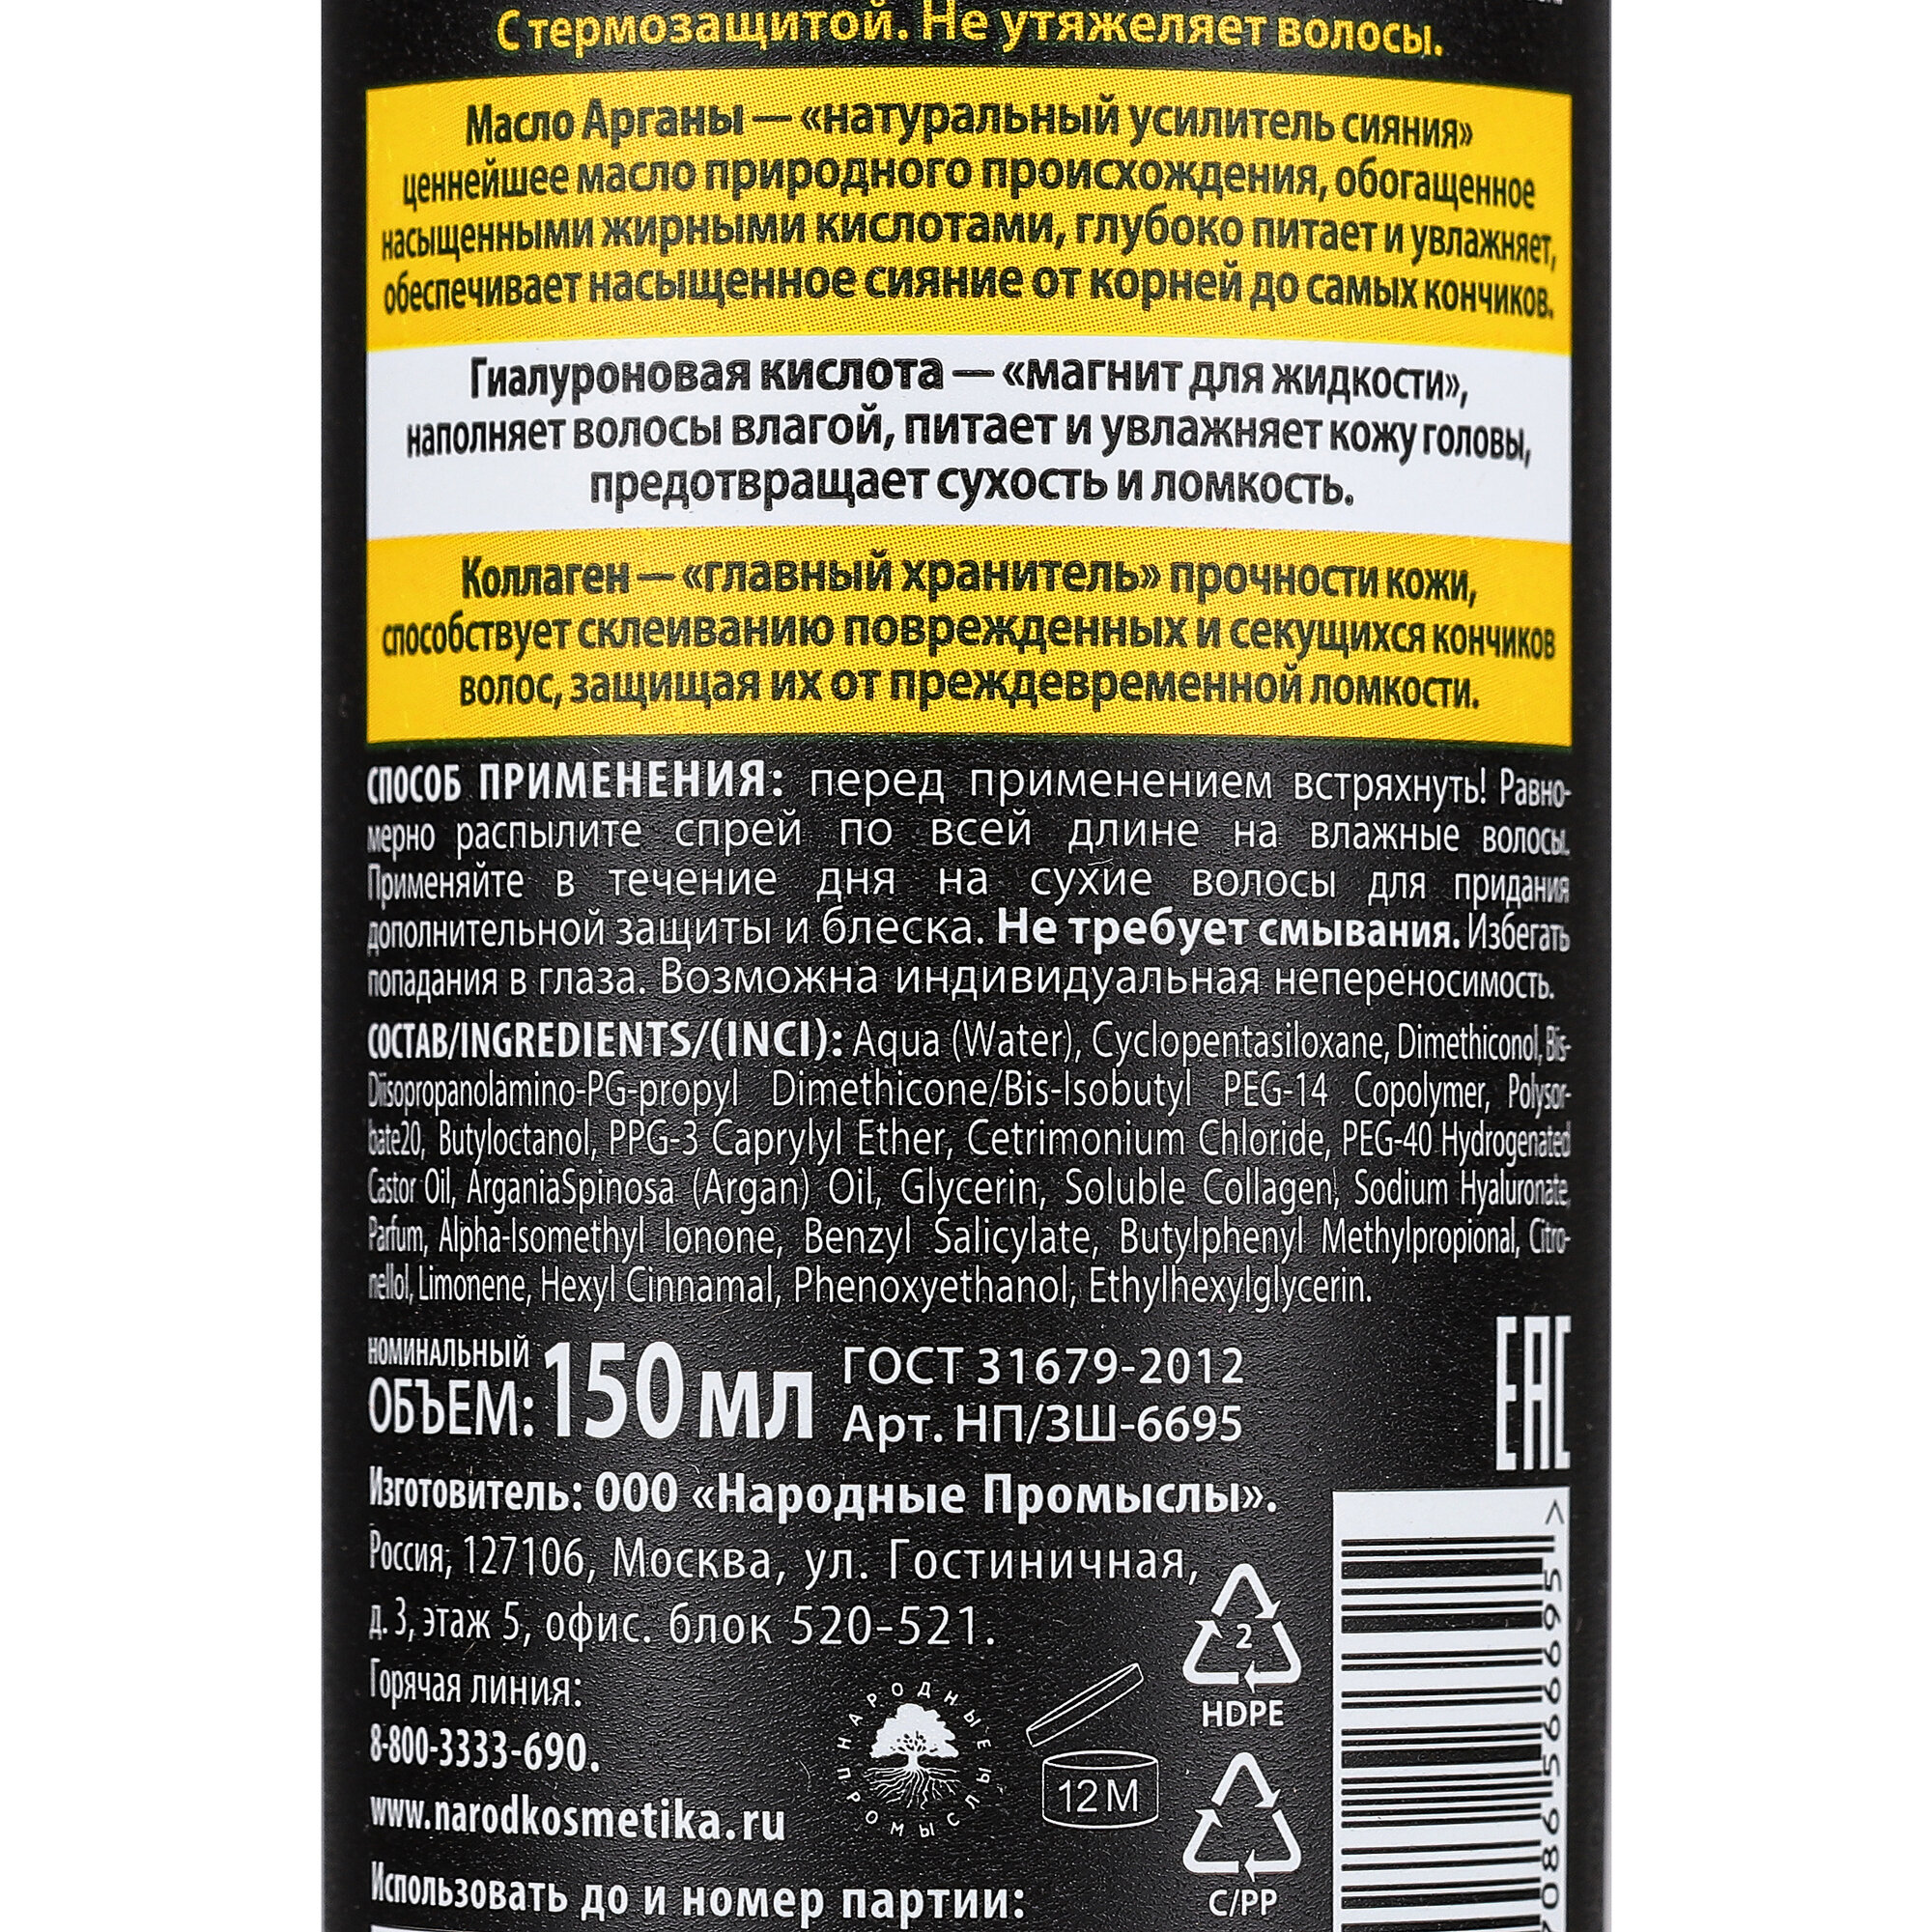 С термозащитой. Не утяжеляет волосы.
Масло Арганы — «натуральный усилитель сияния»
ценнейшее масло природного происхождения, обогащенное
насыщенными жирными кислотами, глубоко питает и увлажняет,
обеспечивает насыщенное сияние от корней до самых кончиков.
Гиалуроновая кислота — «магнит для жидкости»,
наполняет волосы влагой, питает и увлажняет кожу головы,
предотвращает сухость и ломкость.
Коллаген — «главный хранитель» прочности кожи,
способствует склеиванию поврежденных и секущихся кончиков
волос, защищая их от преждевременной ломкости.
СПОСОБ ПРИМЕНЕНИЯ: перед применением встряхнуть! Равно-
мерно распылите спрей по всей длине на влажные волосы.
Применяйте в течение дня на сухие волосы для придания
дополнительной защиты и блеска. Не требует смывания. Избегать
попадания в глаза. Возможна индивидуальная непереносимость.
СОСТАВ/INGREDIENTS/(INCI): Aqua (Water), Cyclopentasiloxane, Dimethiconol, Bis-
Diisopropanolamino-PG-propyl Dimethicone/Bis-Isobutyl PEG-14 Copolymer, Polysor-
bate20, Butyloctanol, PPG-3 Caprylyl Ether, Cetrimonium Chloride, PEG-40 Hydrogenated
Castor Oil, ArganiaSpinosa (Argan) Oil, Glycerin, Soluble Collagen, Sodium Hyaluronate,
Parfum, Alpha-Isomethyl Ionone, Benzyl Salicylate, Butylphenyl Methylpropional, Citro-
nellol, Limonene, Hexyl Cinnamal, Phenoxyethanol, Ethylhexylglycerin.
НОМИНАЛЬНЫЙ
ОБЪЕМ: 150 мл
ГОСТ 31679-2012
Арт. НП/ЗШ-6695
EAC
Изготовитель: ООО «Народные Промыслы».
Россия, 127106, Москва, ул. Гостиничная,
д. 3, этаж 5, офис. блок 520-521.
Горячая линия:
8-800-3333-690.
www.narodkosmetika.ru
НАРОДНЫЕ ПРОМЫСЛЫ
12 M
2
HDPE
C/PP
7086 566695 >
Использовать до и номер партии: